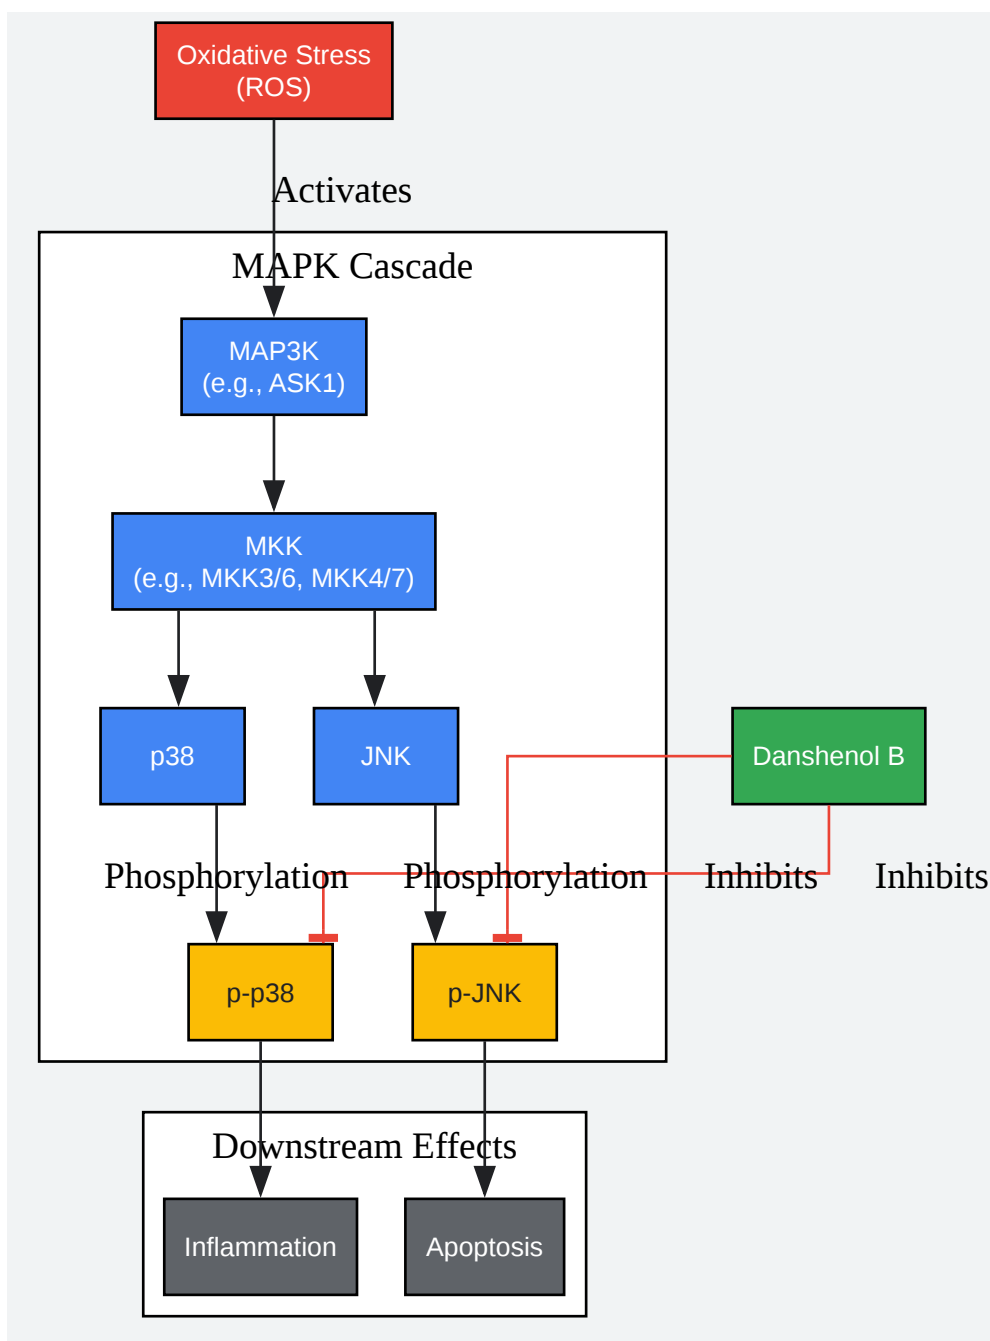 Oxidative Stress
(ROS)
Activates
MAPK Cascade
MAP3K
(e.g., ASK1)
MKK
(e.g., MKK3/6, MKK4/7)
p38
JNK
Danshenol B
Phosphorylation
Phosphorylation
Inhibits
Inhibits
p-p38
p-JNK
Downstream Effects
Inflammation
Apoptosis